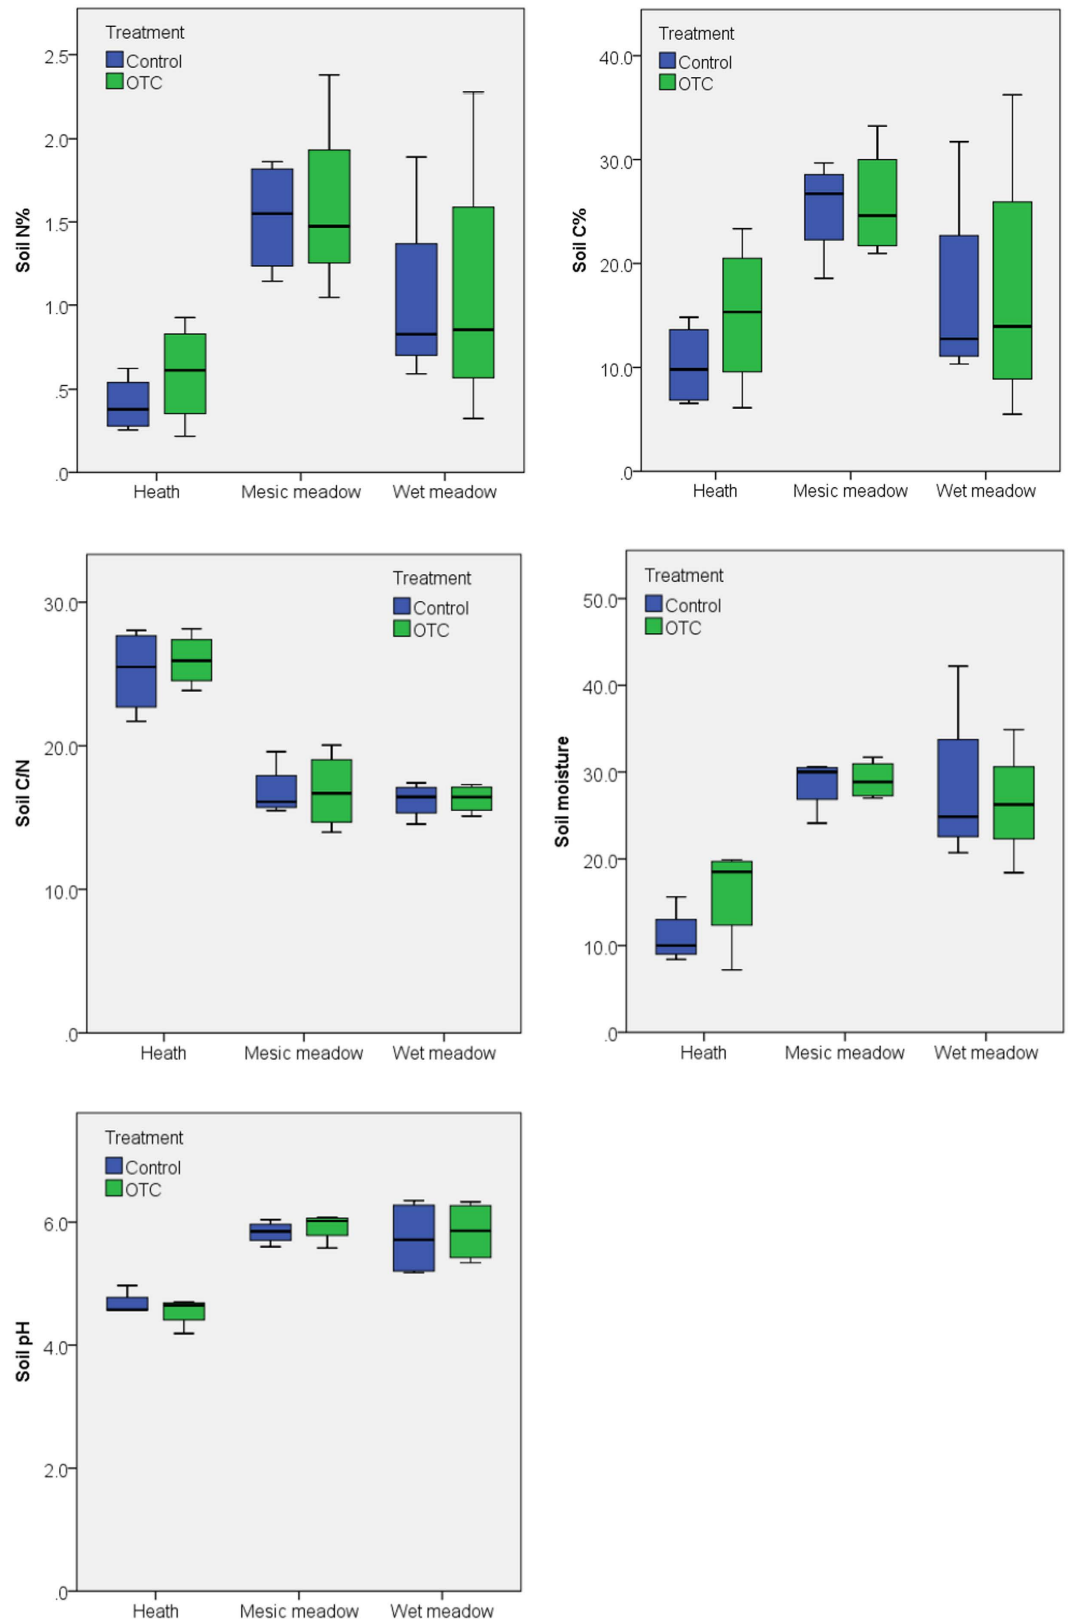 Treatment
Control
OTC
2.5
2.0
1.5
1.0
.5
.0
Soil N%
Heath Mesic meadow Wet meadow
Treatment
Control
OTC
40.0
30.0
20.0
10.0
.0
Soil C%
Heath Mesic meadow Wet meadow
Treatment
Control
OTC
30.0
20.0
10.0
.0
Soil C/N
Heath Mesic meadow Wet meadow
Treatment
Control
OTC
50.0
40.0
30.0
20.0
10.0
.0
Soil moisture
Heath Mesic meadow Wet meadow
Treatment
Control
OTC
6.0
4.0
2.0
.0
Soil pH
Heath Mesic meadow Wet meadow